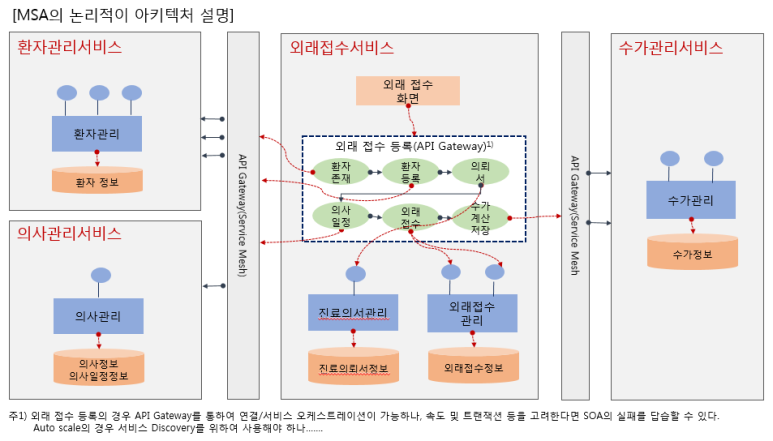 [MSA의 논리적이 아키텍처 설명]
환자관리서비스
환자관리
환자 정보
의사관리서비스
의사관리
의사정보
의사일정정보
API Gateway(Service Mesh)
외래접수서비스
외래 접수
화면
외래 접수 등록(API Gateway)1)
환자
존재
환자
등록
의뢰
서
의사
일정
외래
접수
수가
계산
저장
진료의서관리
진료의뢰서정보
외래접수
관리
외래접수정보
API Gateway/Service Mesh
수가관리서비스
수가관리
수가정보
주1) 외래 접수 등록의 경우 API Gateway를 통하여 연결/서비스 오케스트레이션이 가능하나, 속도 및 트랜잭션 등을 고려한다면 SOA의 실패를 답습할 수 있다.
Auto scale의 경우 서비스 Discovery를 위하여 사용해야 하나.......